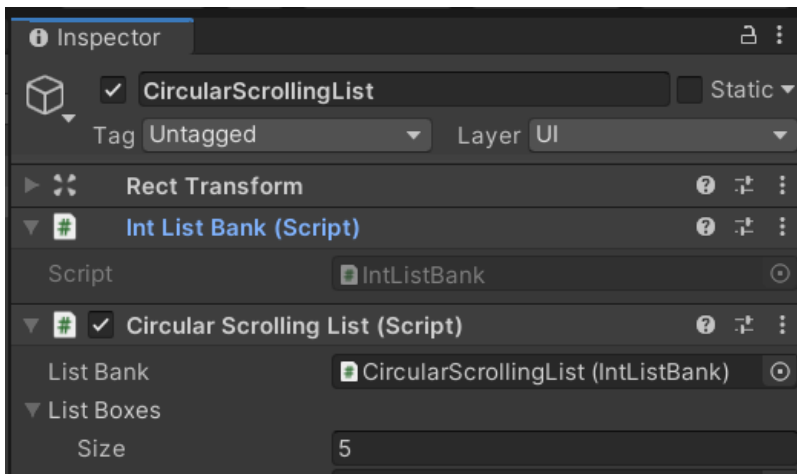 Inspector
CircularScrollingList Static
Tag Untagged Layer UI
Rect Transform
# Int List Bank (Script)
Script # IntListBank
# Circular Scrolling List (Script)
List Bank # CircularScrollingList (IntListBank)
List Boxes
Size 5